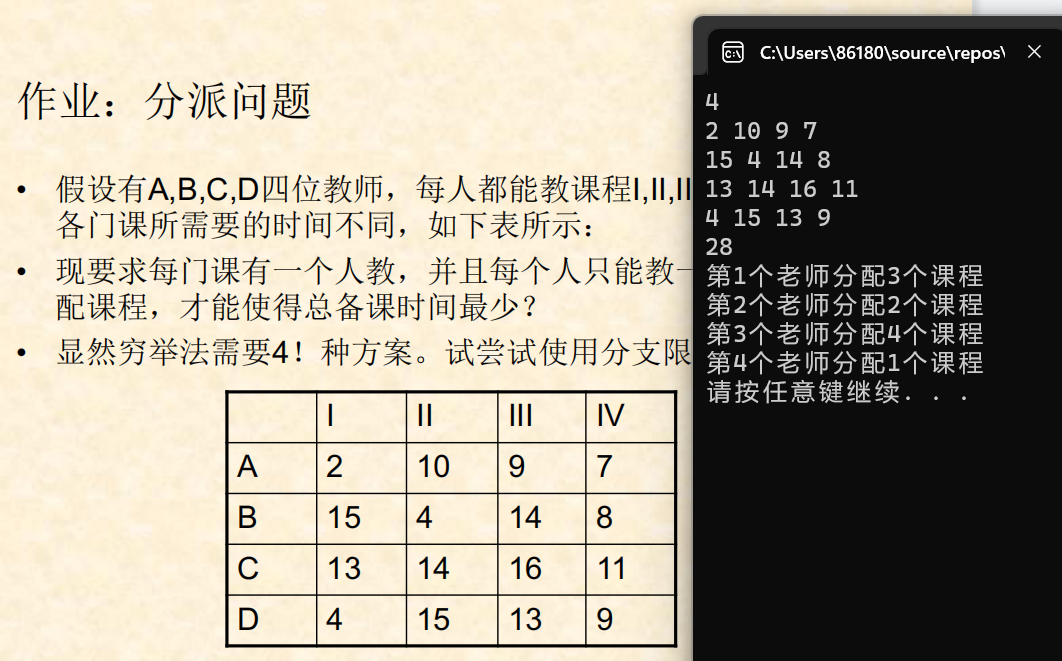 作业：分派问题
• 假设有A,B,C,D四位教师，每人都能教课程I,II,II
各门课所需要的时间不同，如下表所示：
• 现要求每门课有一个人教，并且每个人只能教一
配课程，才能使得总备课时间最少？
• 显然穷举法需要4！种方案。试尝试使用分支限
I II III IV
A 2 10 9 7
B 15 4 14 8
C 13 14 16 11
D 4 15 13 9
C:\Users\86180\source\repos\
4
2 10 9 7
15 4 14 8
13 14 16 11
4 15 13 9
28
第1个老师分配3个课程
第2个老师分配2个课程
第3个老师分配4个课程
第4个老师分配1个课程
请按任意键继续. . .